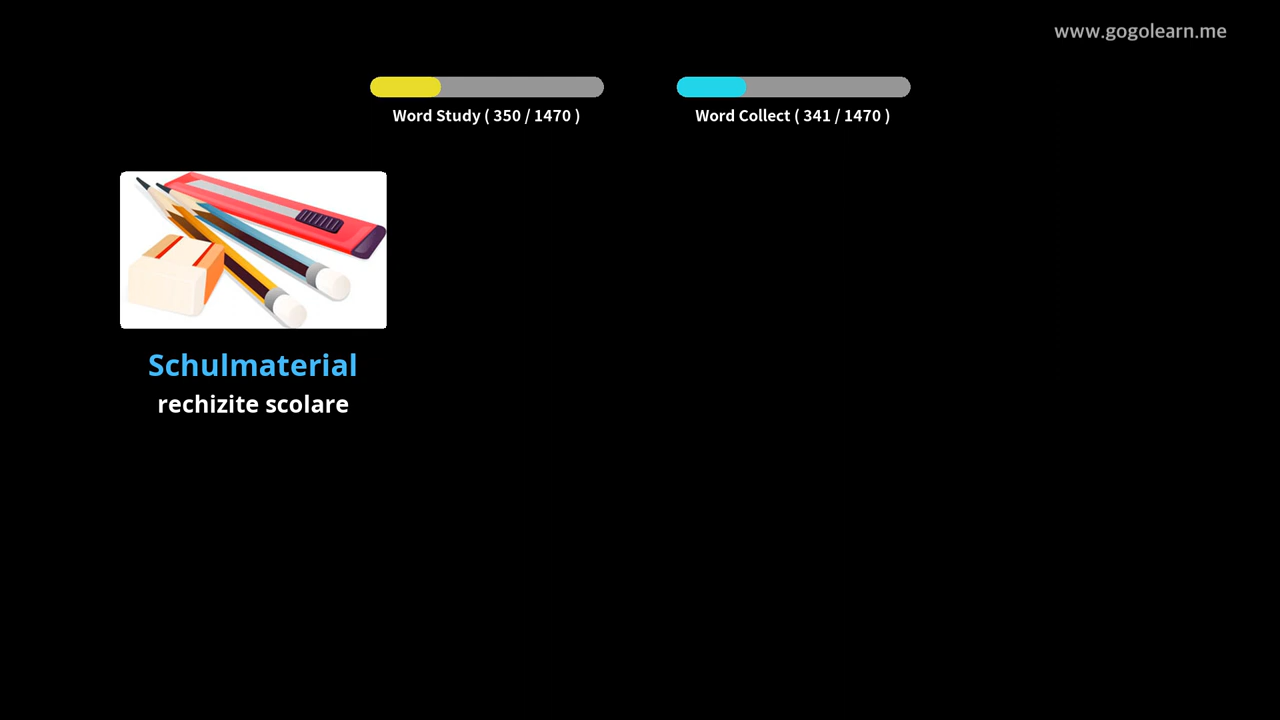 www.gogolearn.me
Word Study ( 350 / 1470 )
Word Collect ( 341 / 1470 )
Schulmaterial
rechizite scolare